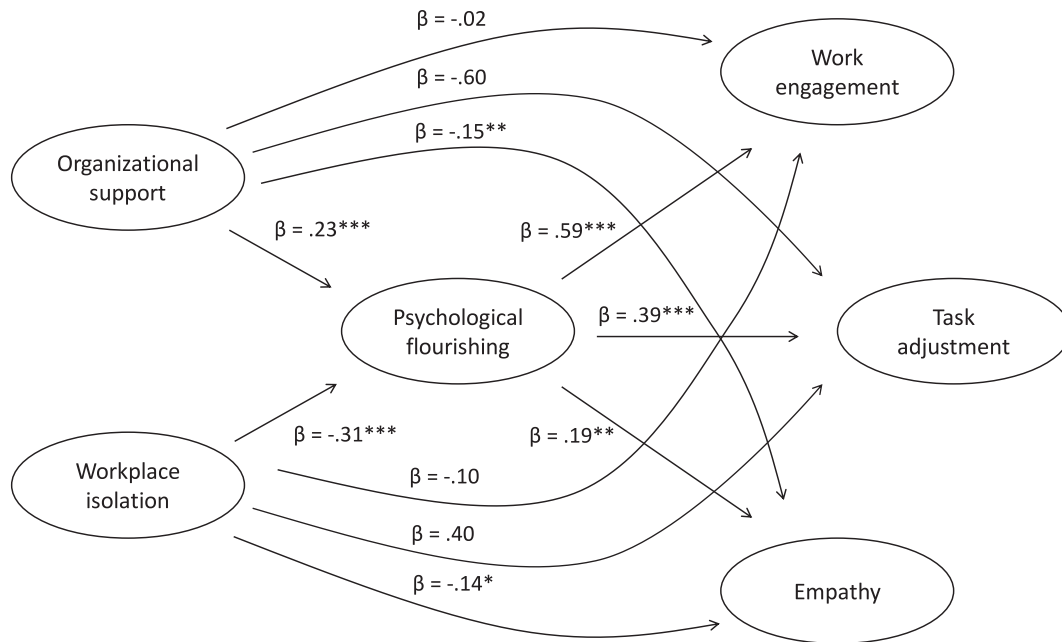 β = -.02
Work
engagement
β = -.60
β = -.15**
Organizational
support
β = .23***
β = .59***
Psychological
flourishing
β = .39***
Task
adjustment
β = -.31***
β = .19**
Workplace
isolation
β = -.10
β = .40
β = -.14*
Empathy